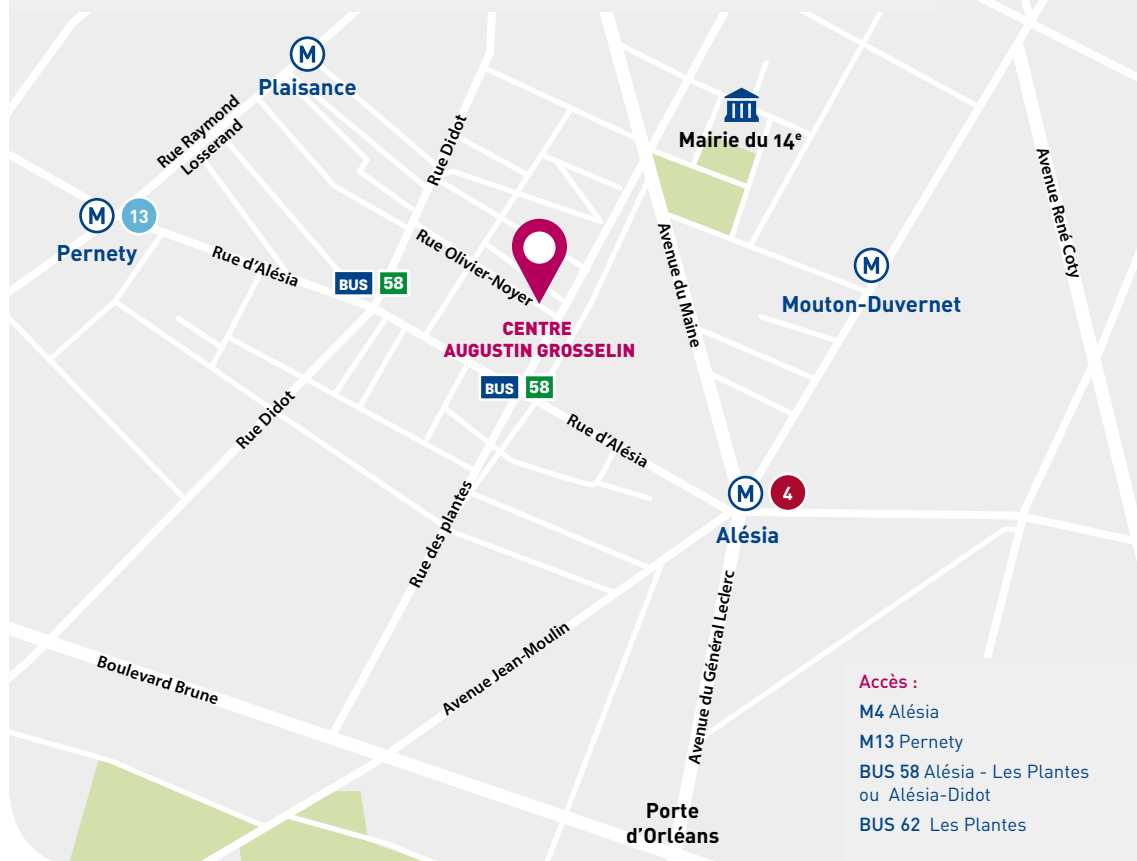 M
Plaisance
Rue Raymond
Losserand
Rue Didot
Mairie du 14e
Avenue René Coty
M 13
Pernety
Rue d'Alésia
BUS 58
Rue Olivier-Noyer
Avenue du Maine
M
Mouton-Duvernet
CENTRE
AUGUSTIN GROSSELIN
BUS 58
Rue Didot
Rue d'Alésia
M 4
Alésia
Rue des plantes
Avenue du Général Leclerc
Avenue Jean-Moulin
Boulevard Brune
Porte
d'Orléans
Accès :
M4 Alésia
M13 Pernety
BUS 58 Alésia - Les Plantes
ou Alésia-Didot
BUS 62 Les Plantes